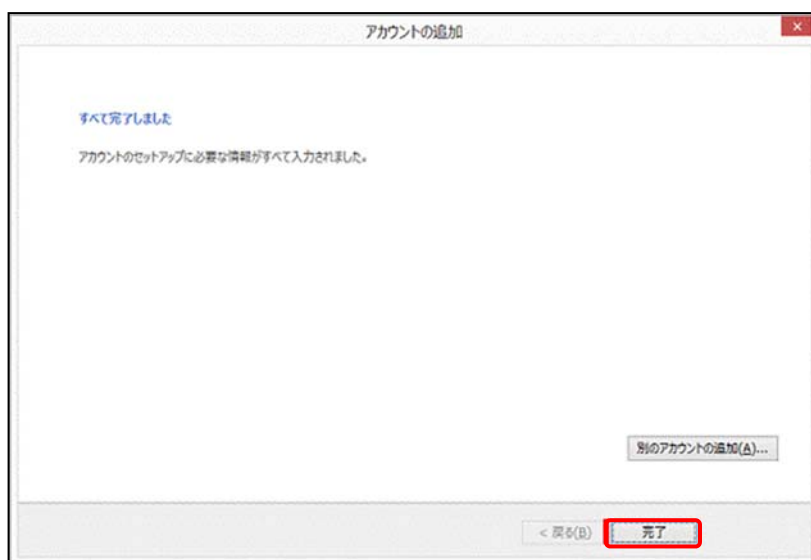 アカウントの追加
すべて完了しました
アカウントのセットアップに必要な情報がすべて入力されました。
別のアカウントの追加(A)...
< 戻る(B)
完了